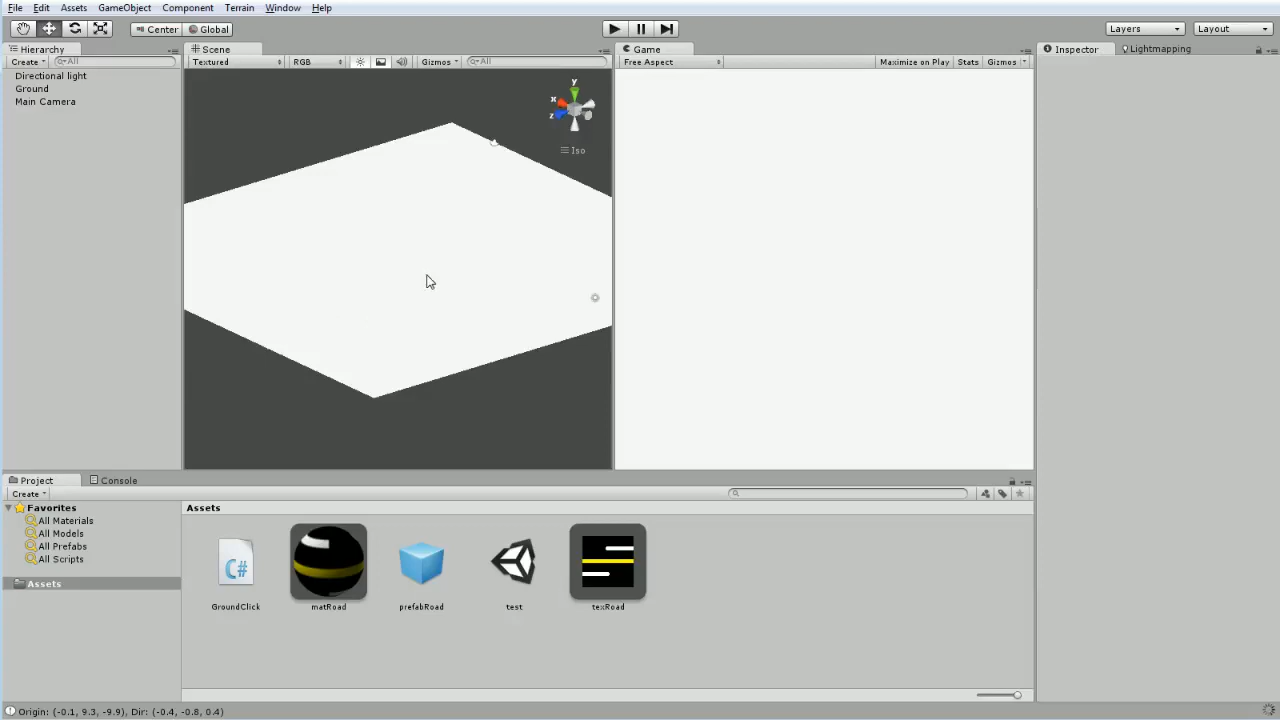 File Edit Assets GameObject Component Terrain Window Help
Center Global Layers Layout
Hierarchy Scene Game Inspector Lightmapping
Create All Textured RGB Gizmos All Free Aspect Maximize on Play Stats Gizmos
Directional light
Ground
Main Camera
y
x
z
Iso
Project Console
Create
Favorites
All Materials
All Models
All Prefabs
All Scripts
Assets
Assets
C#
GroundClick matRoad prefabRoad test texRoad
Origin: (-0.1, 9.3, -9.9), Dir: (-0.4, -0.8, 0.4)